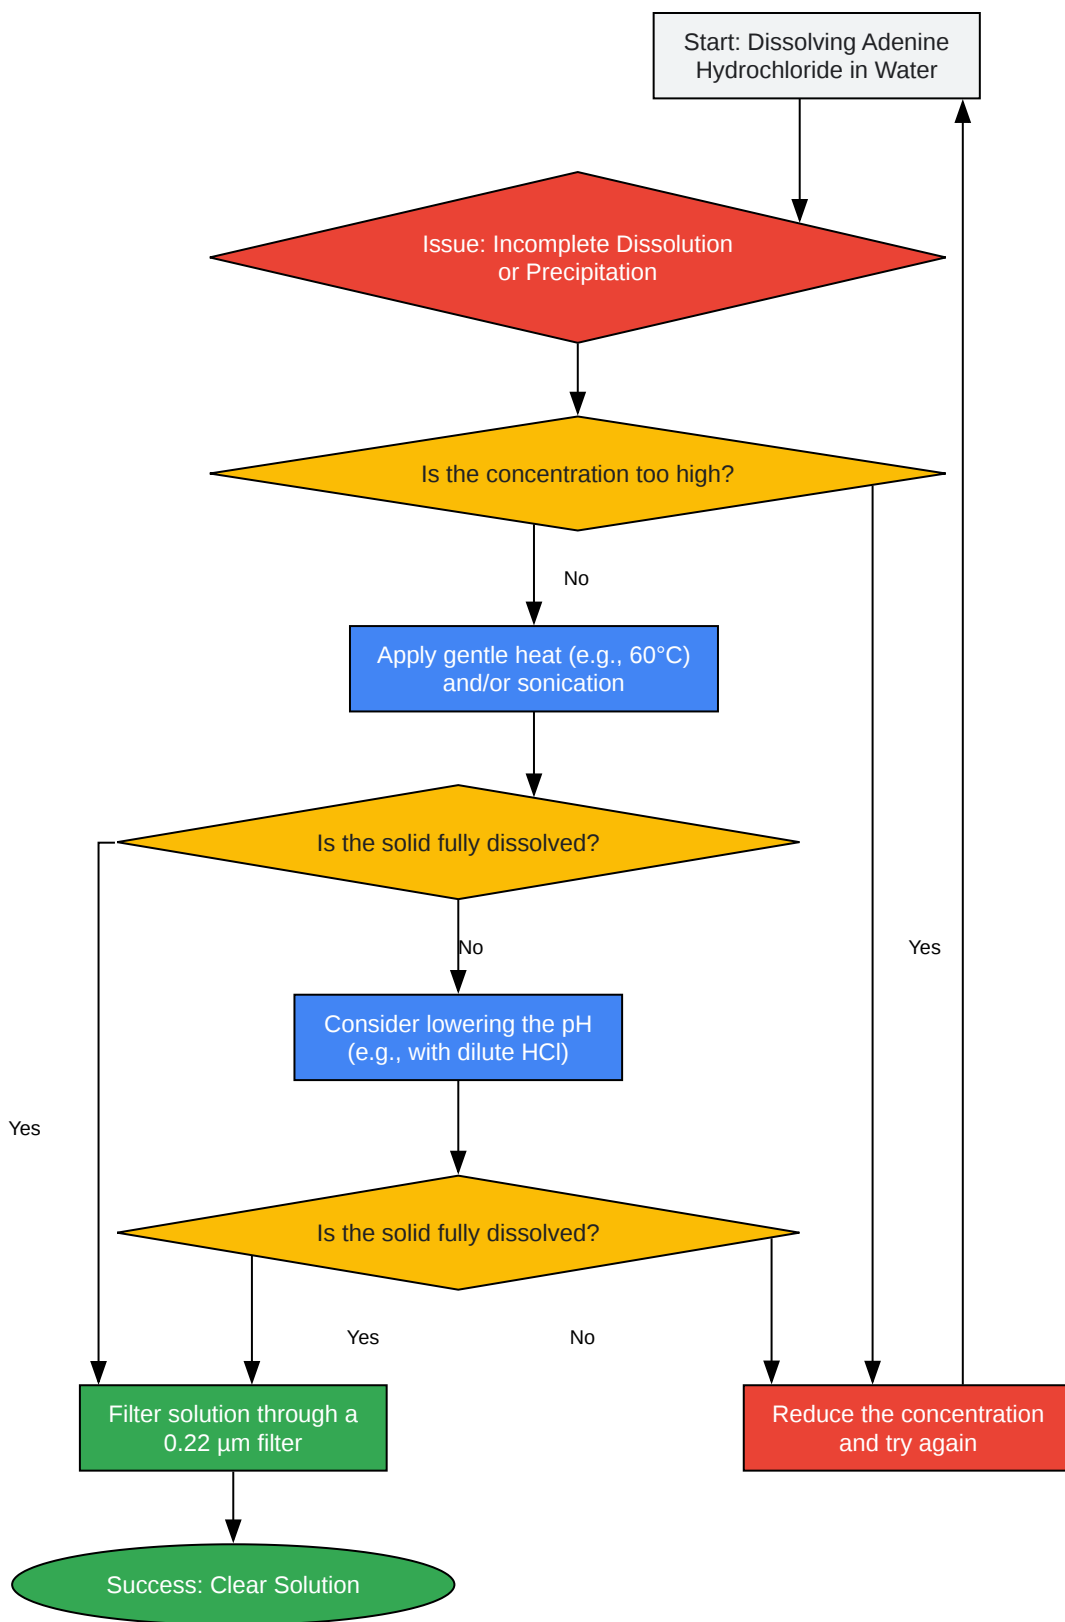 Start: Dissolving Adenine
Hydrochloride in Water
Issue: Incomplete Dissolution
or Precipitation
Is the concentration too high?
No
Apply gentle heat (e.g., 60°C)
and/or sonication
Is the solid fully dissolved?
No
Yes
Consider lowering the pH
(e.g., with dilute HCl)
Yes
Is the solid fully dissolved?
Yes
No
Filter solution through a
0.22 µm filter
Reduce the concentration
and try again
Success: Clear Solution